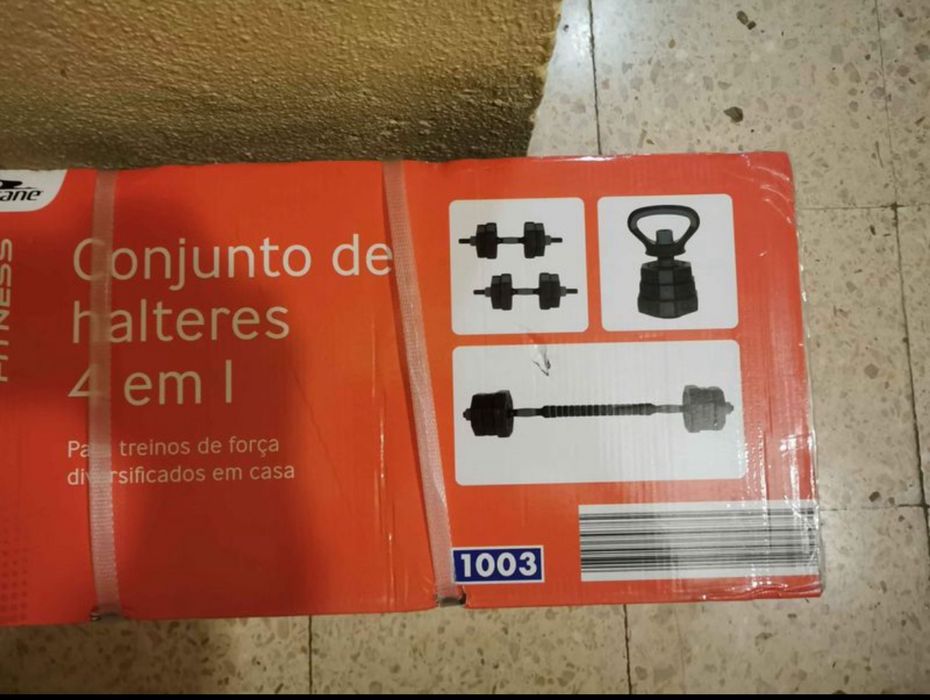 FITNESS
Conjunto de
halteres
4 em 1
treinos de força
em casa
1003